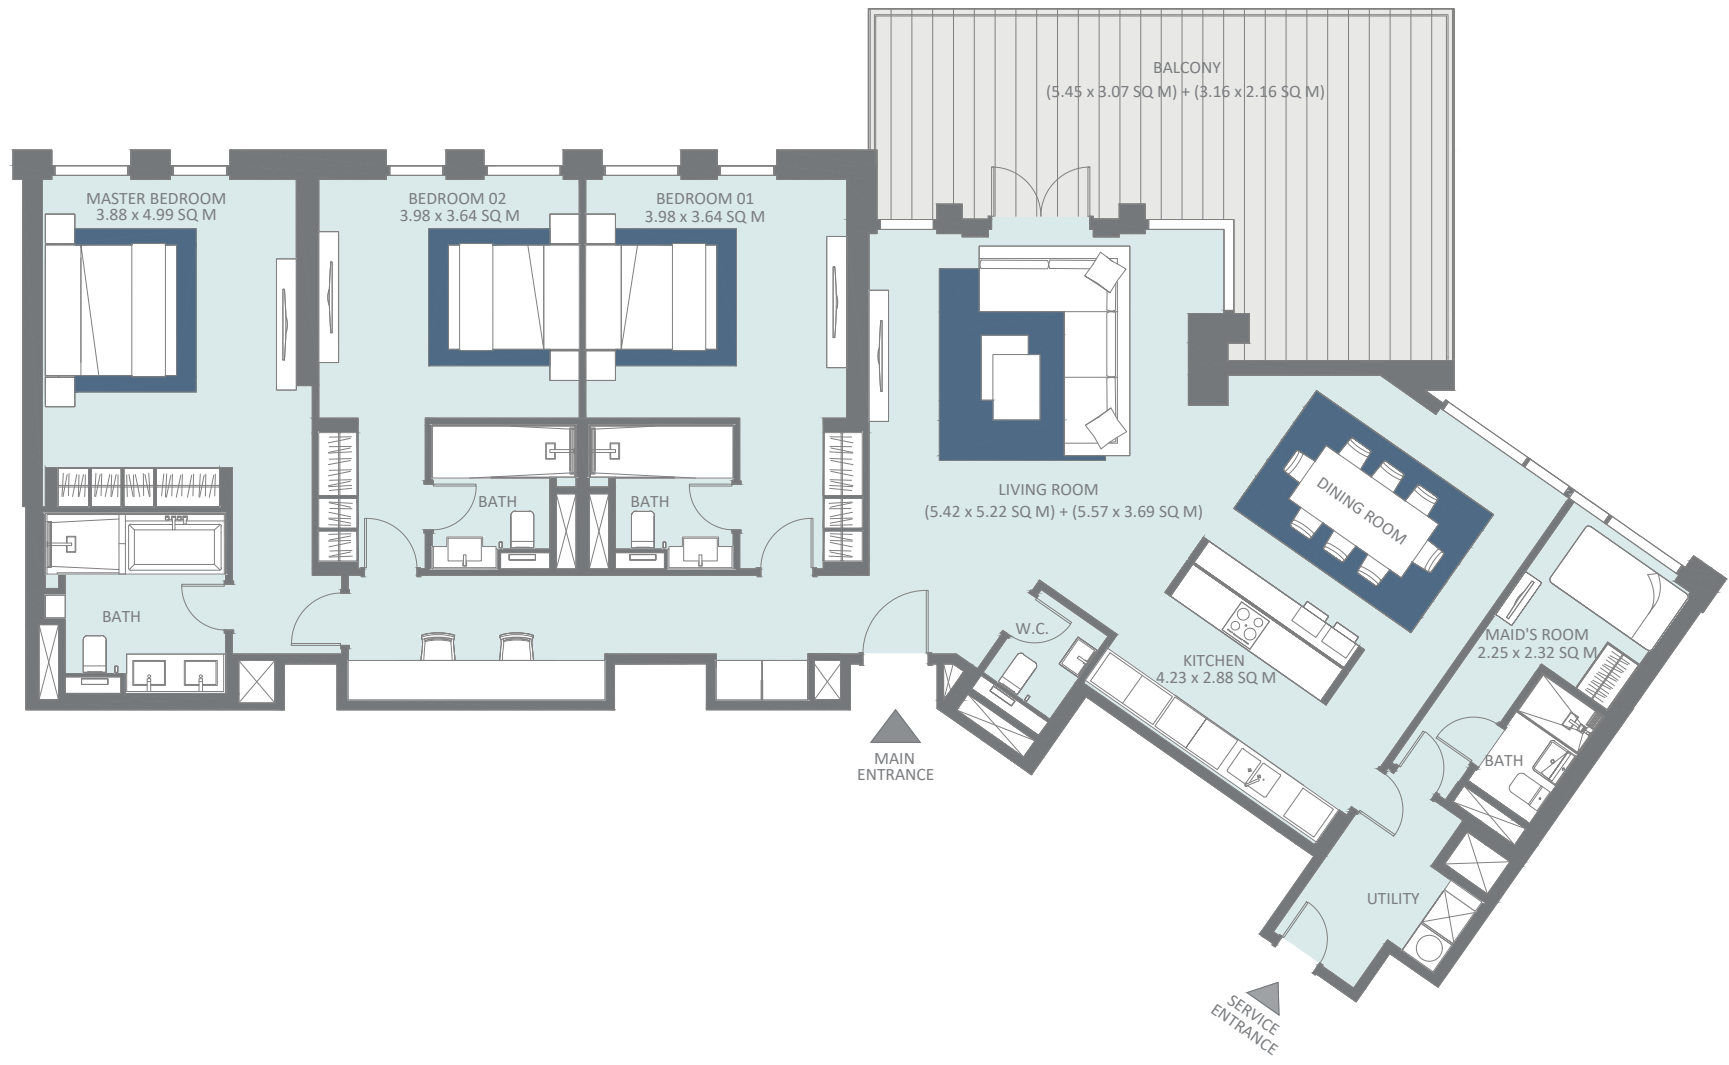 BALCONY
(5.45 x 3.07 SQ M) + (3.16 x 2.16 SQ M)
MASTER BEDROOM
3.88 x 4.99 SQ M
BEDROOM 02
3.98 x 3.64 SQ M
BEDROOM 01
3.98 x 3.64 SQ M
LIVING ROOM
(5.42 x 5.22 SQ M) + (5.57 x 3.69 SQ M)
DINING ROOM
BATH
BATH
BATH
W.C.
KITCHEN
4.23 x 2.88 SQ M
MAID'S ROOM
2.25 x 2.32 SQ M
BATH
MAIN
ENTRANCE
UTILITY
SERVICE
ENTRANCE